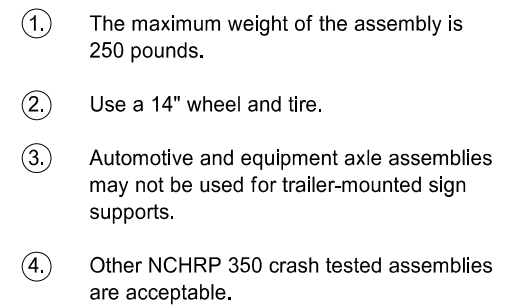 1. The maximum weight of the assembly is
250 pounds.
2. Use a 14" wheel and tire.
3. Automotive and equipment axle assemblies
may not be used for trailer-mounted sign
supports.
4. Other NCHRP 350 crash tested assemblies
are acceptable.